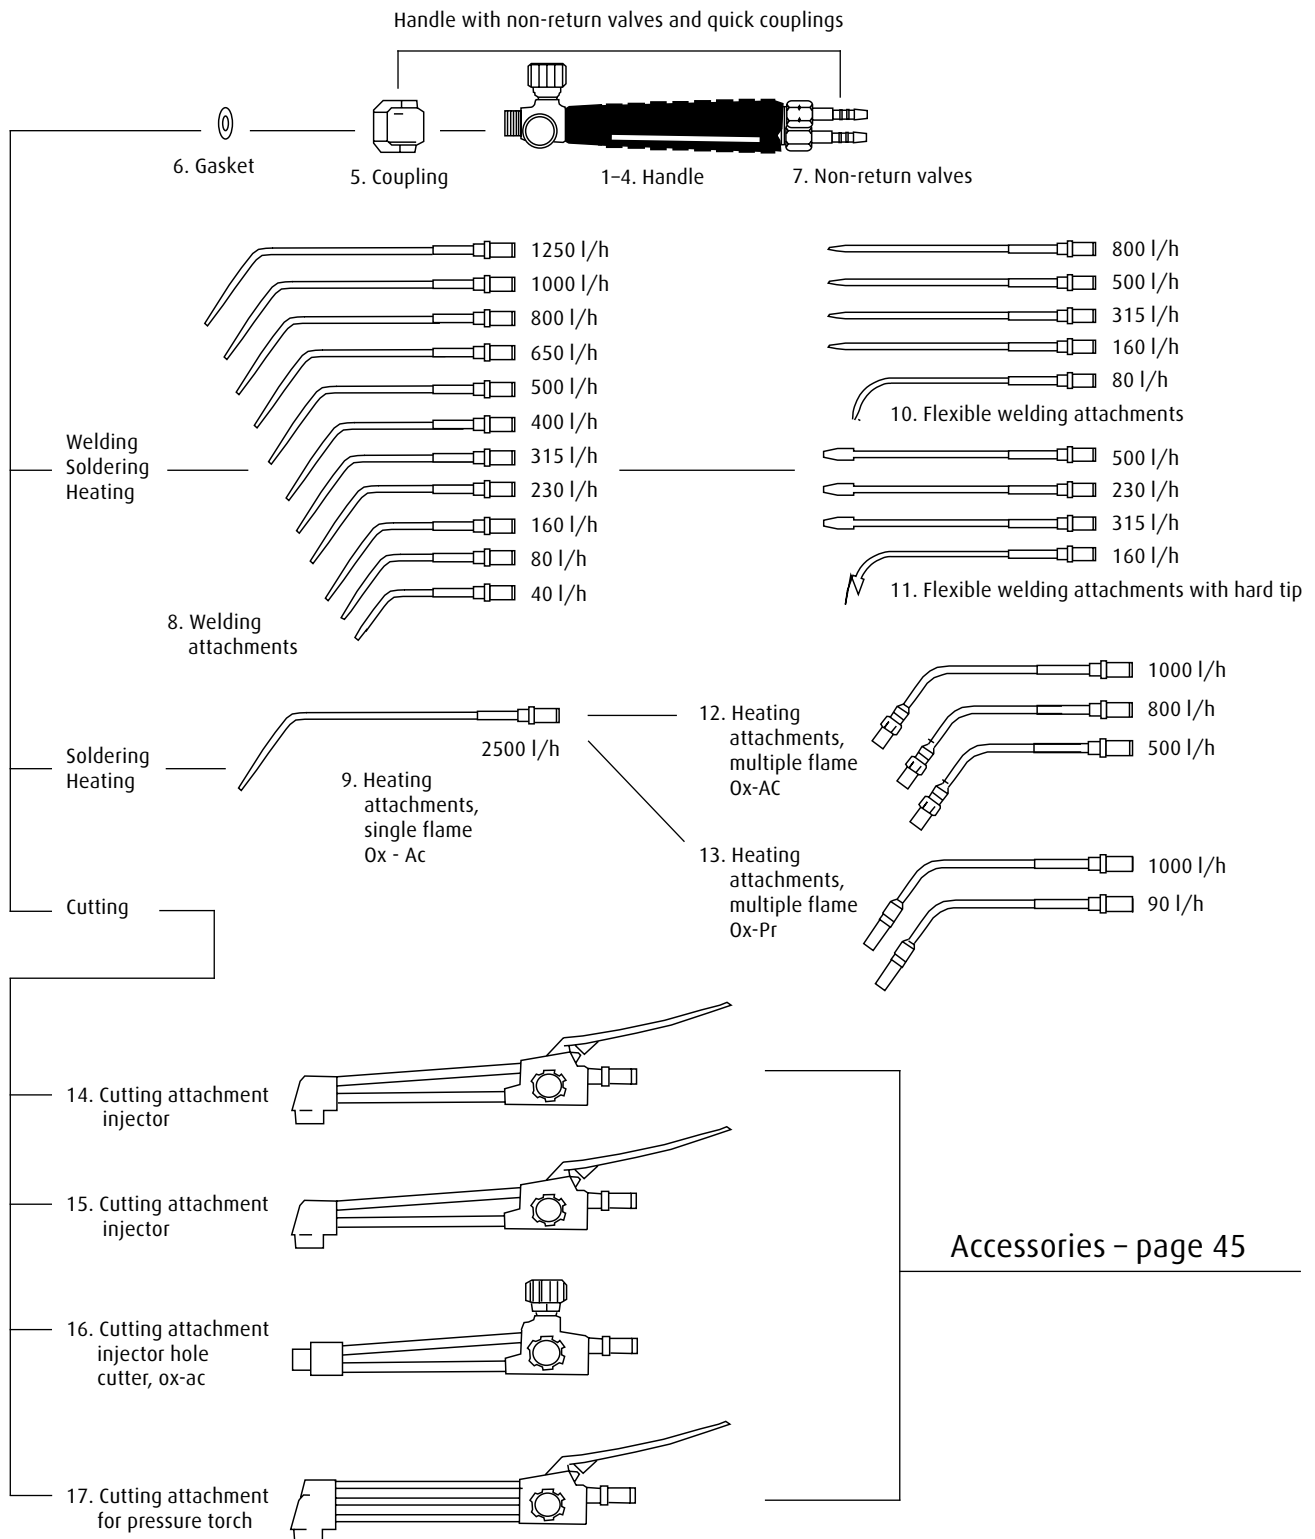 Handle with non-return valves and quick couplings
6. Gasket
5. Coupling
1–4. Handle
7. Non-return valves
Welding
Soldering
Heating
1250 l/h
1000 l/h
800 l/h
650 l/h
500 l/h
400 l/h
315 l/h
230 l/h
160 l/h
80 l/h
40 l/h
8. Welding
attachments
800 l/h
500 l/h
315 l/h
160 l/h
80 l/h
10. Flexible welding attachments
500 l/h
230 l/h
315 l/h
160 l/h
11. Flexible welding attachments with hard tip
Soldering
Heating
2500 l/h
9. Heating
attachments,
single flame
Ox - Ac
12. Heating
attachments,
multiple flame
Ox-AC
1000 l/h
800 l/h
500 l/h
13. Heating
attachments,
multiple flame
Ox-Pr
1000 l/h
90 l/h
Cutting
14. Cutting attachment
injector
15. Cutting attachment
injector
16. Cutting attachment
injector hole
cutter, ox-ac
17. Cutting attachment
for pressure torch
Accessories – page 45